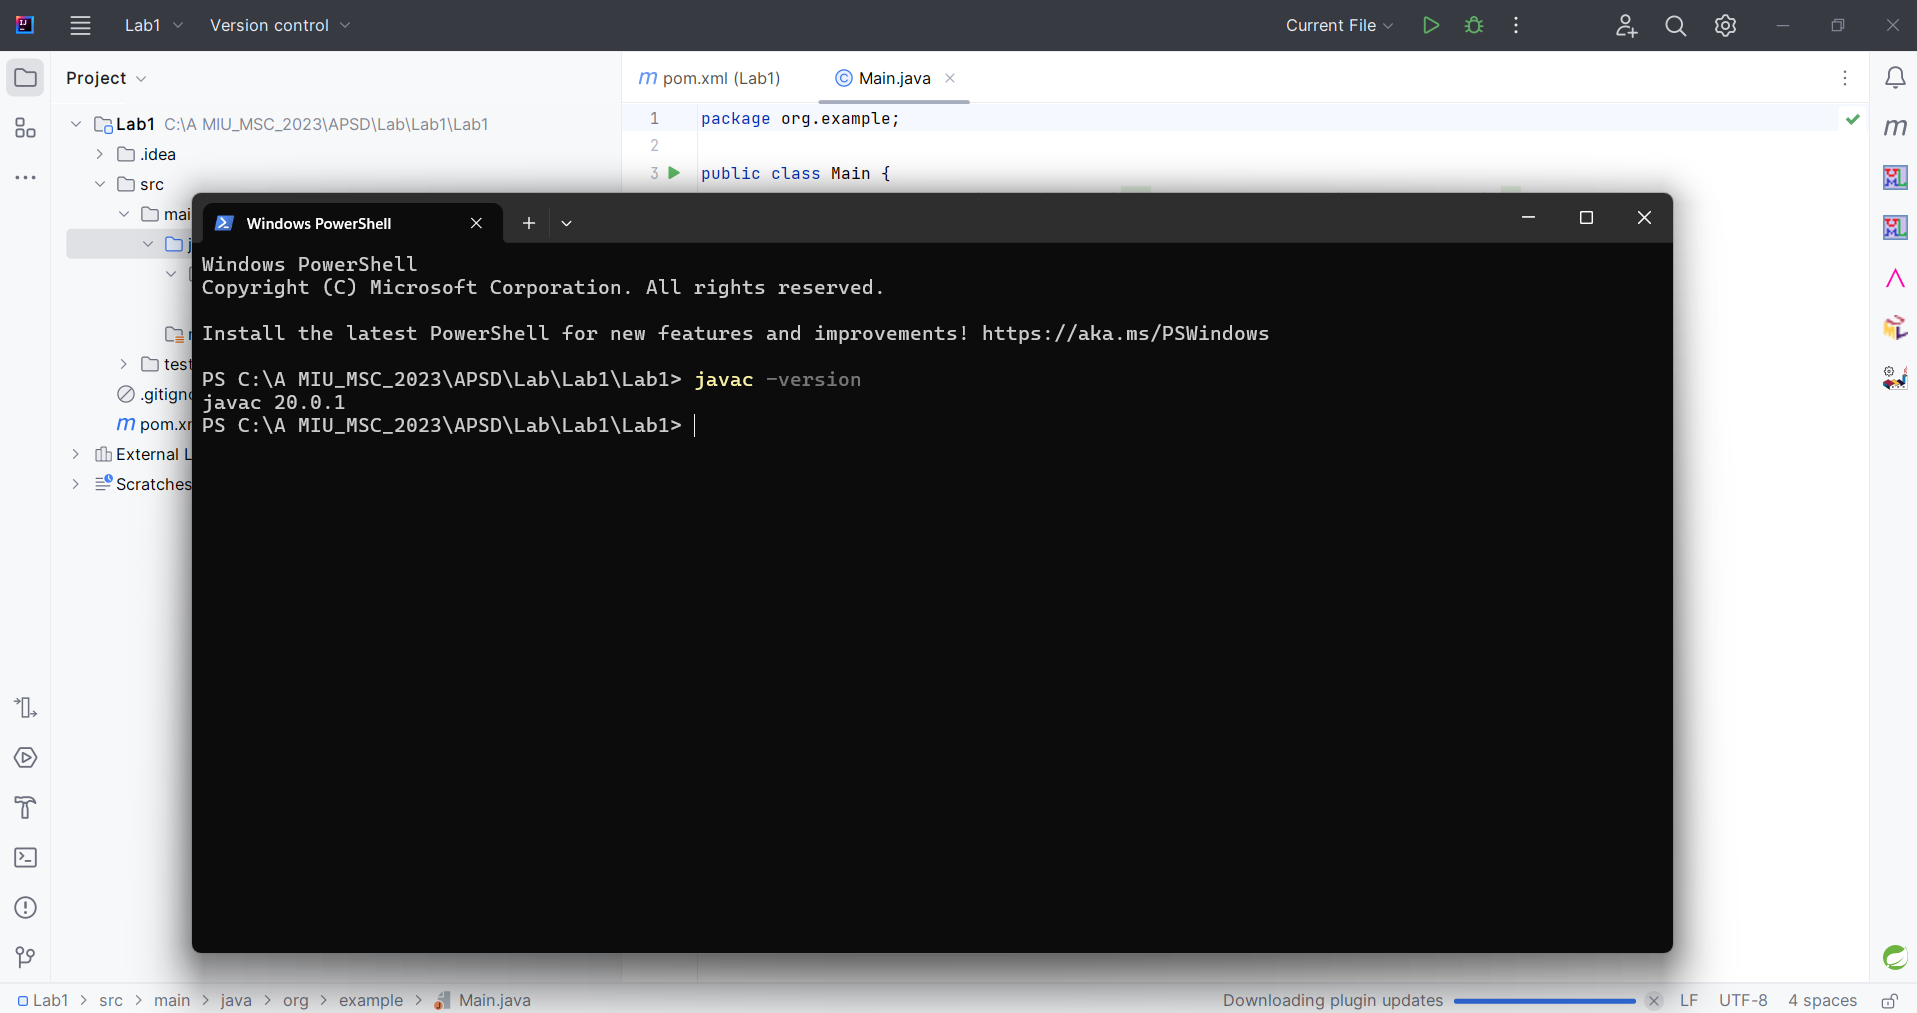 Lab1
Version control
Current File
Project
pom.xml (Lab1)
Main.java
Lab1 C:\A MIU_MSC_2023\APSD\Lab\Lab1\Lab1
.idea
src
1 package org.example;
2
3 public class Main {
Windows PowerShell
Windows PowerShell
Copyright (C) Microsoft Corporation. All rights reserved.
Install the latest PowerShell for new features and improvements! https://aka.ms/PSWindows
PS C:\A MIU_MSC_2023\APSD\Lab\Lab1\Lab1> javac -version
javac 20.0.1
PS C:\A MIU_MSC_2023\APSD\Lab\Lab1\Lab1>
mai
test
.gitigno
pom.xm
External L
Scratches
Lab1 > src > main > java > org > example > Main.java
Downloading plugin updates
LF UTF-8 4 spaces